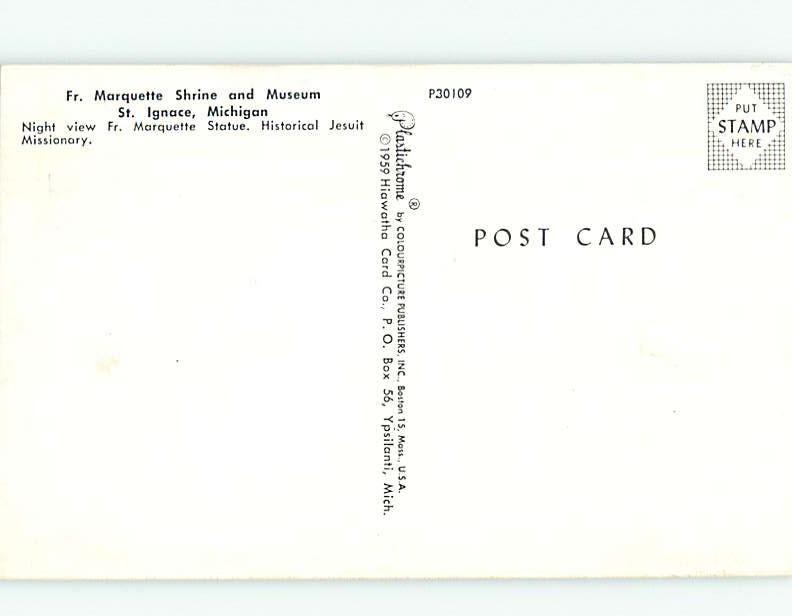 Fr. Marquette Shrine and Museum
St. Ignace, Michigan
Night view Fr. Marquette Statue. Historical Jesuit
Missionary.
Plastichrome ® by COLOURPICTURE PUBLISHERS, INC., Boston 15, Mass., U.S.A.
© 1959 Hiawatha Card Co., P. O. Box 56, Ypsilanti, Mich.
P30109
PUT
STAMP
HERE
POST CARD